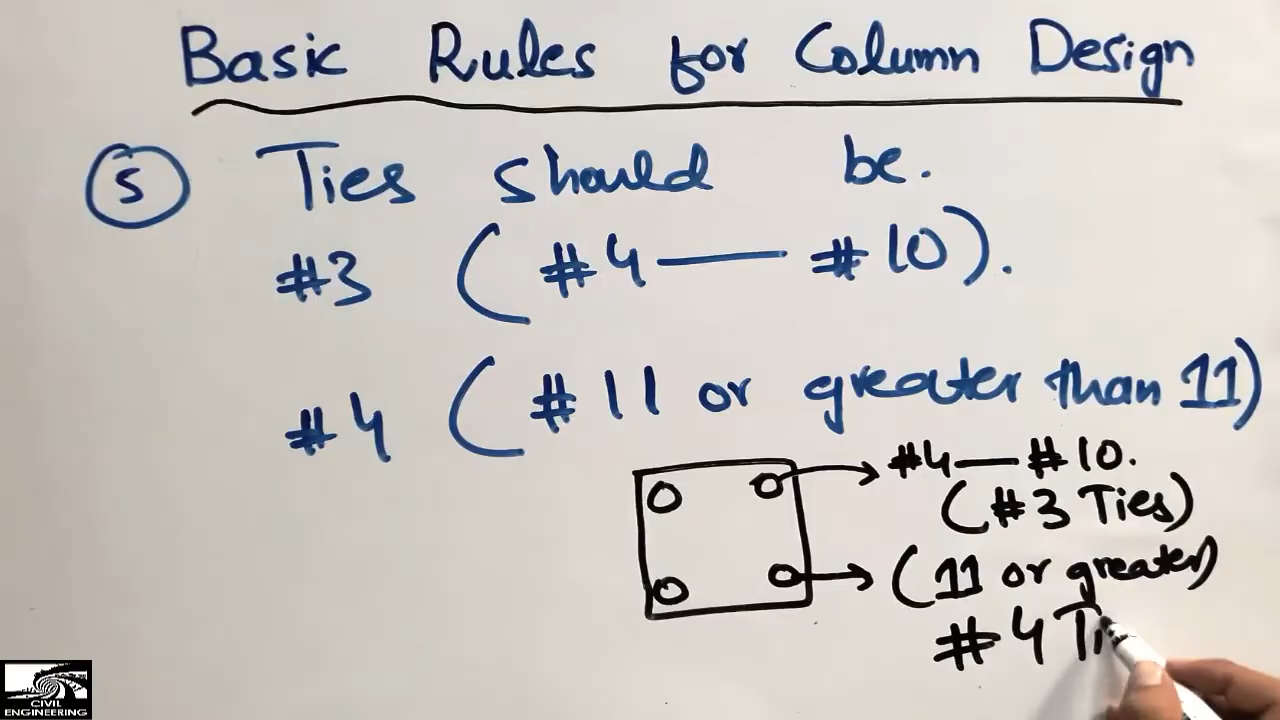 Basic Rules for Column Design
5 Ties should be.
#3 (#4 — #10).
#4 (#11 or greater than 11)
#4 — #10.
(#3 Ties)
(11 or greater)
#4 Ti
CIVIL
ENGINEERING